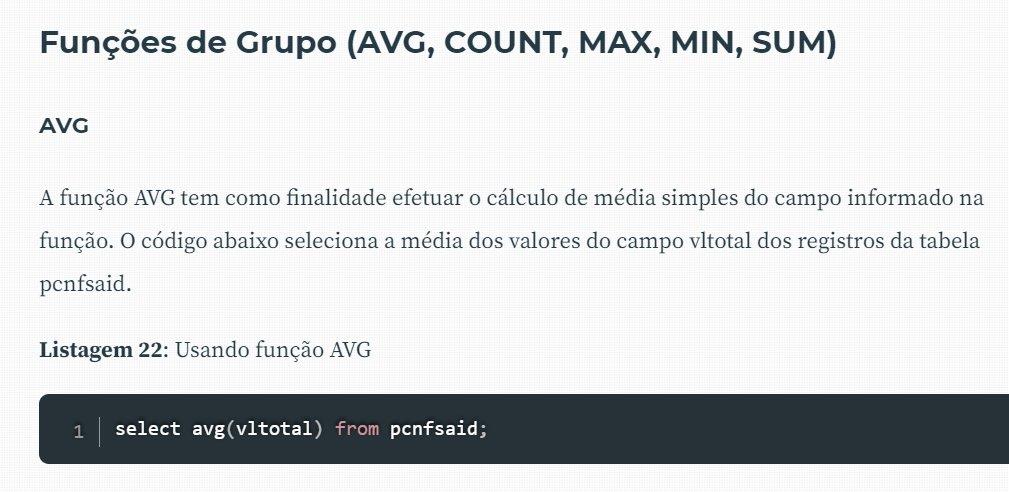 Funções de Grupo (AVG, COUNT, MAX, MIN, SUM)
AVG
A função AVG tem como finalidade efetuar o cálculo de média simples do campo informado na
função. O código abaixo seleciona a média dos valores do campo vltotal dos registros da tabela
pcnfsaid.
Listagem 22: Usando função AVG
1 select avg(vltotal) from pcnfsaid;